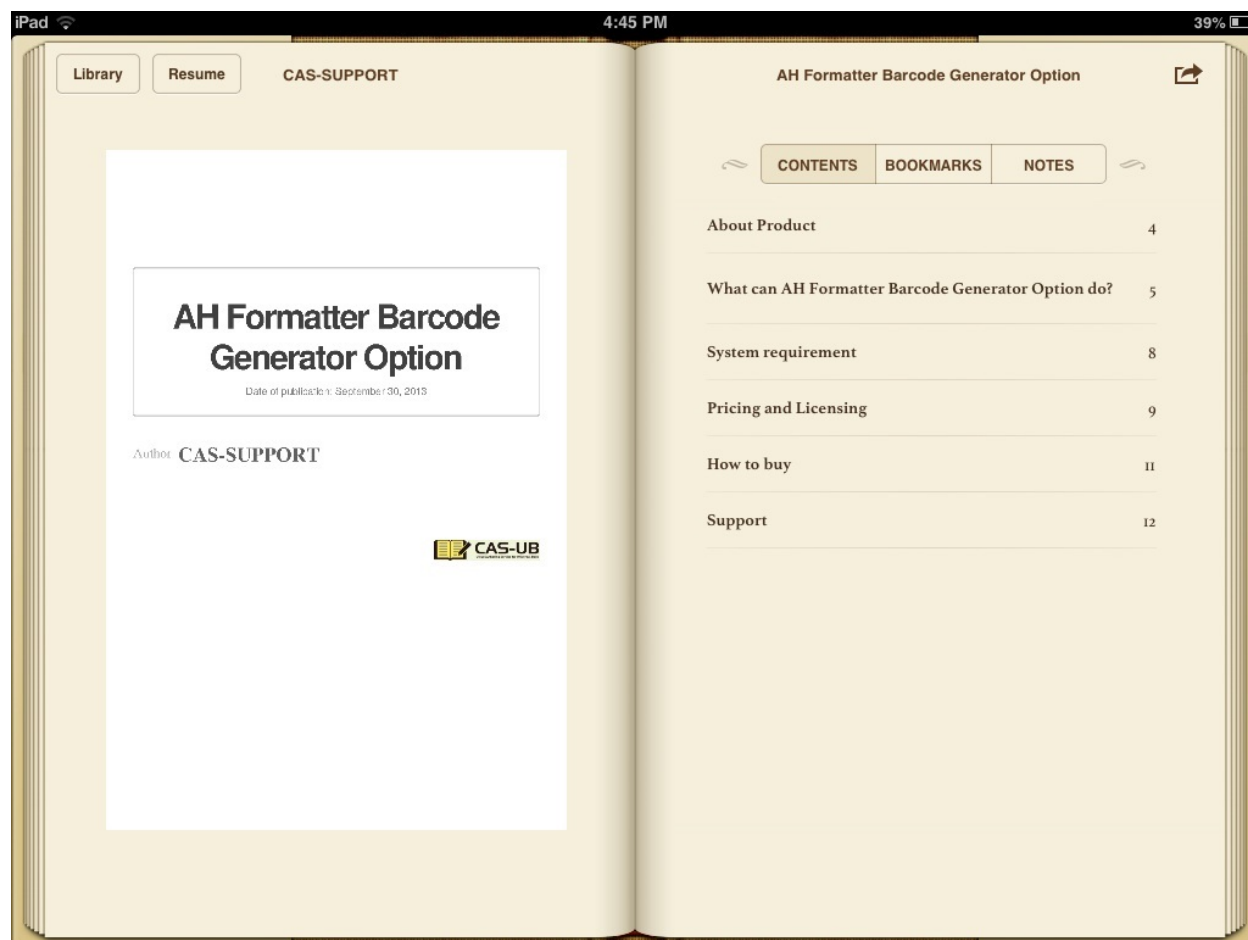 iPad 4:45 PM 39%
Library Resume CAS-SUPPORT
AH Formatter Barcode
Generator Option
Date of publication: September 30, 2013
Author CAS-SUPPORT
CAS-UB
AH Formatter Barcode Generator Option
CONTENTS BOOKMARKS NOTES
About Product 4
What can AH Formatter Barcode Generator Option do? 5
System requirement 8
Pricing and Licensing 9
How to buy 11
Support 12